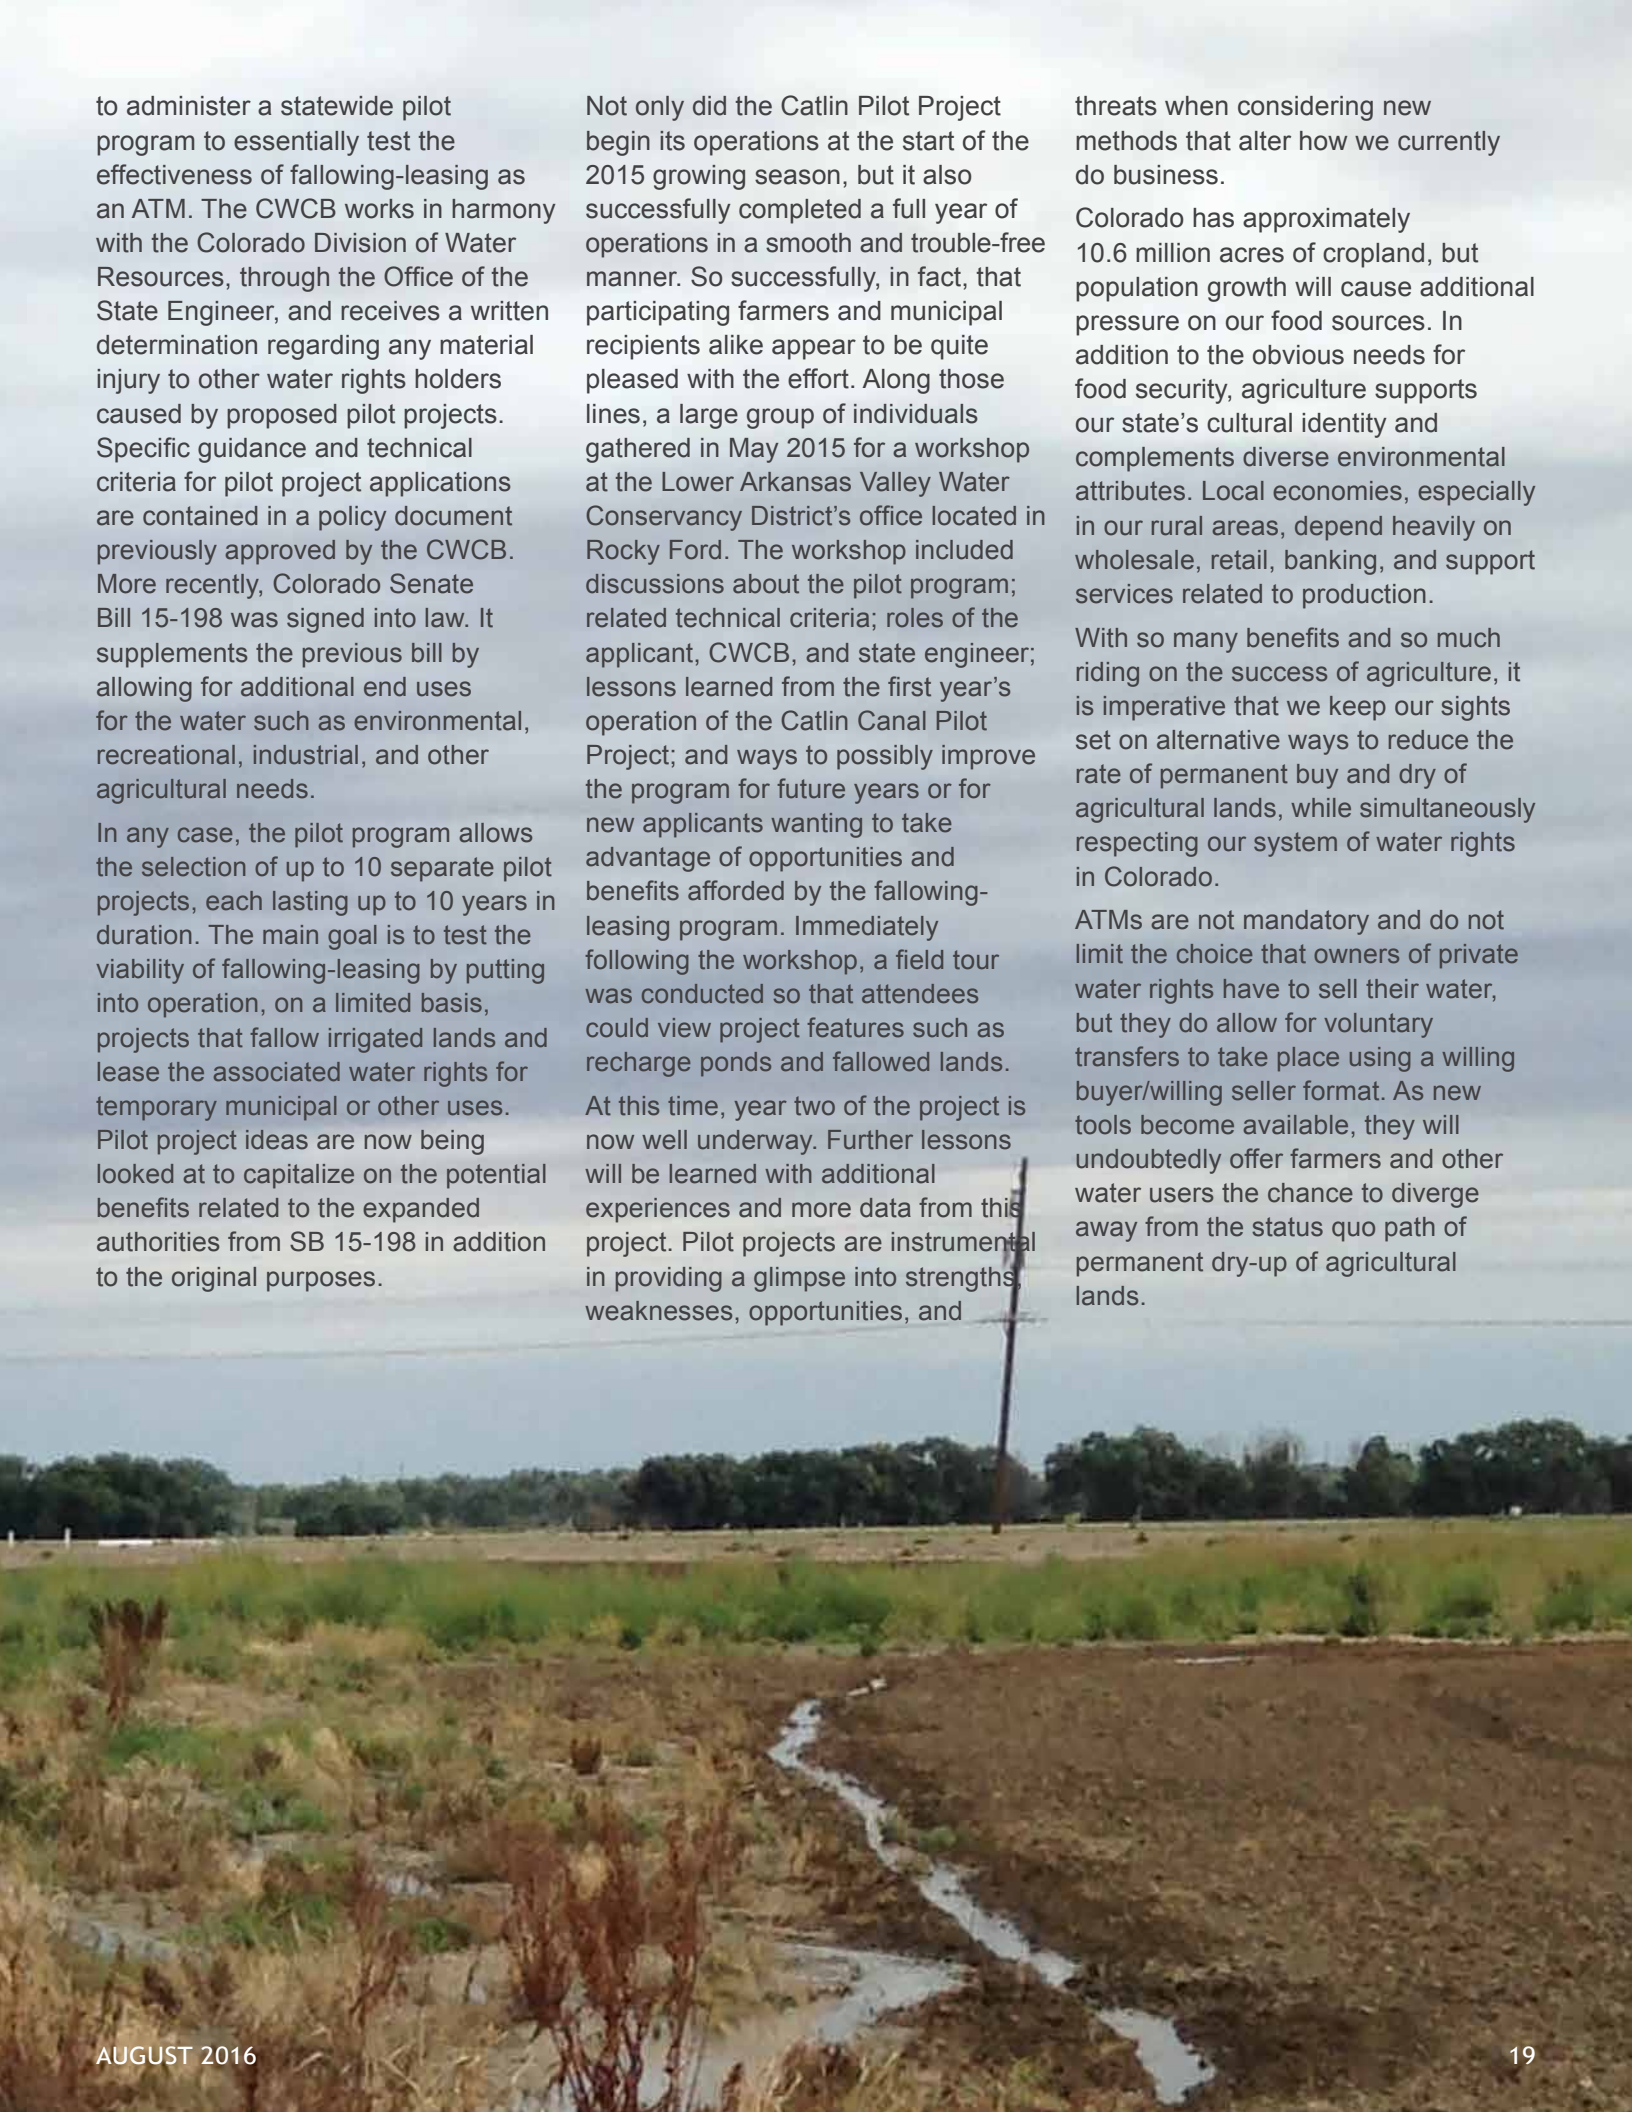 to administer a statewide pilot
program to essentially test the
effectiveness of fallowing-leasing as
an ATM. The CWCB works in harmony
with the Colorado Division of Water
Resources, through the Office of the
State Engineer, and receives a written
determination regarding any material
injury to other water rights holders
caused by proposed pilot projects.
Specific guidance and technical
criteria for pilot project applications
are contained in a policy document
previously approved by the CWCB.
More recently, Colorado Senate
Bill 15-198 was signed into law. It
supplements the previous bill by
allowing for additional end uses
for the water such as environmental,
recreational, industrial, and other
agricultural needs.
In any case, the pilot program allows
the selection of up to 10 separate pilot
projects, each lasting up to 10 years in
duration. The main goal is to test the
viability of fallowing-leasing by putting
into operation, on a limited basis,
projects that fallow irrigated lands and
lease the associated water rights for
temporary municipal or other uses.
Pilot project ideas are now being
looked at to capitalize on the potential
benefits related to the expanded
authorities from SB 15-198 in addition
to the original purposes.
Not only did the Catlin Pilot Project
begin its operations at the start of the
2015 growing season, but it also
successfully completed a full year of
operations in a smooth and trouble-free
manner. So successfully, in fact, that
participating farmers and municipal
recipients alike appear to be quite
pleased with the effort. Along those
lines, a large group of individuals
gathered in May 2015 for a workshop
at the Lower Arkansas Valley Water
Conservancy District’s office located in
Rocky Ford. The workshop included
discussions about the pilot program;
related technical criteria; roles of the
applicant, CWCB, and state engineer;
lessons learned from the first year’s
operation of the Catlin Canal Pilot
Project; and ways to possibly improve
the program for future years or for
new applicants wanting to take
advantage of opportunities and
benefits afforded by the fallowing-
leasing program. Immediately
following the workshop, a field tour
was conducted so that attendees
could view project features such as
recharge ponds and fallowed lands.
At this time, year two of the project is
now well underway. Further lessons
will be learned with additional
experiences and more data from this
project. Pilot projects are instrumental
in providing a glimpse into strengths,
weaknesses, opportunities, and
threats when considering new
methods that alter how we currently
do business.
Colorado has approximately
10.6 million acres of cropland, but
population growth will cause additional
pressure on our food sources. In
addition to the obvious needs for
food security, agriculture supports
our state’s cultural identity and
complements diverse environmental
attributes. Local economies, especially
in our rural areas, depend heavily on
wholesale, retail, banking, and support
services related to production.
With so many benefits and so much
riding on the success of agriculture, it
is imperative that we keep our sights
set on alternative ways to reduce the
rate of permanent buy and dry of
agricultural lands, while simultaneously
respecting our system of water rights
in Colorado.
ATMs are not mandatory and do not
limit the choice that owners of private
water rights have to sell their water,
but they do allow for voluntary
transfers to take place using a willing
buyer/willing seller format. As new
tools become available, they will
undoubtedly offer farmers and other
water users the chance to diverge
away from the status quo path of
permanent dry-up of agricultural
lands.
AUGUST 2016
19